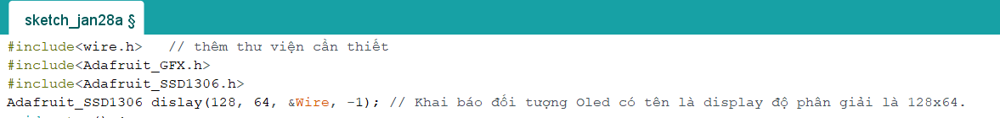 sketch_jan28a §
#include<wire.h>   // thêm thư viện cần thiết
#include<Adafruit_GFX.h>
#include<Adafruit_SSD1306.h>
Adafruit_SSD1306 dislay(128, 64, &Wire, -1); // Khai báo đối tượng Oled có tên là display độ phân giải là 128x64.